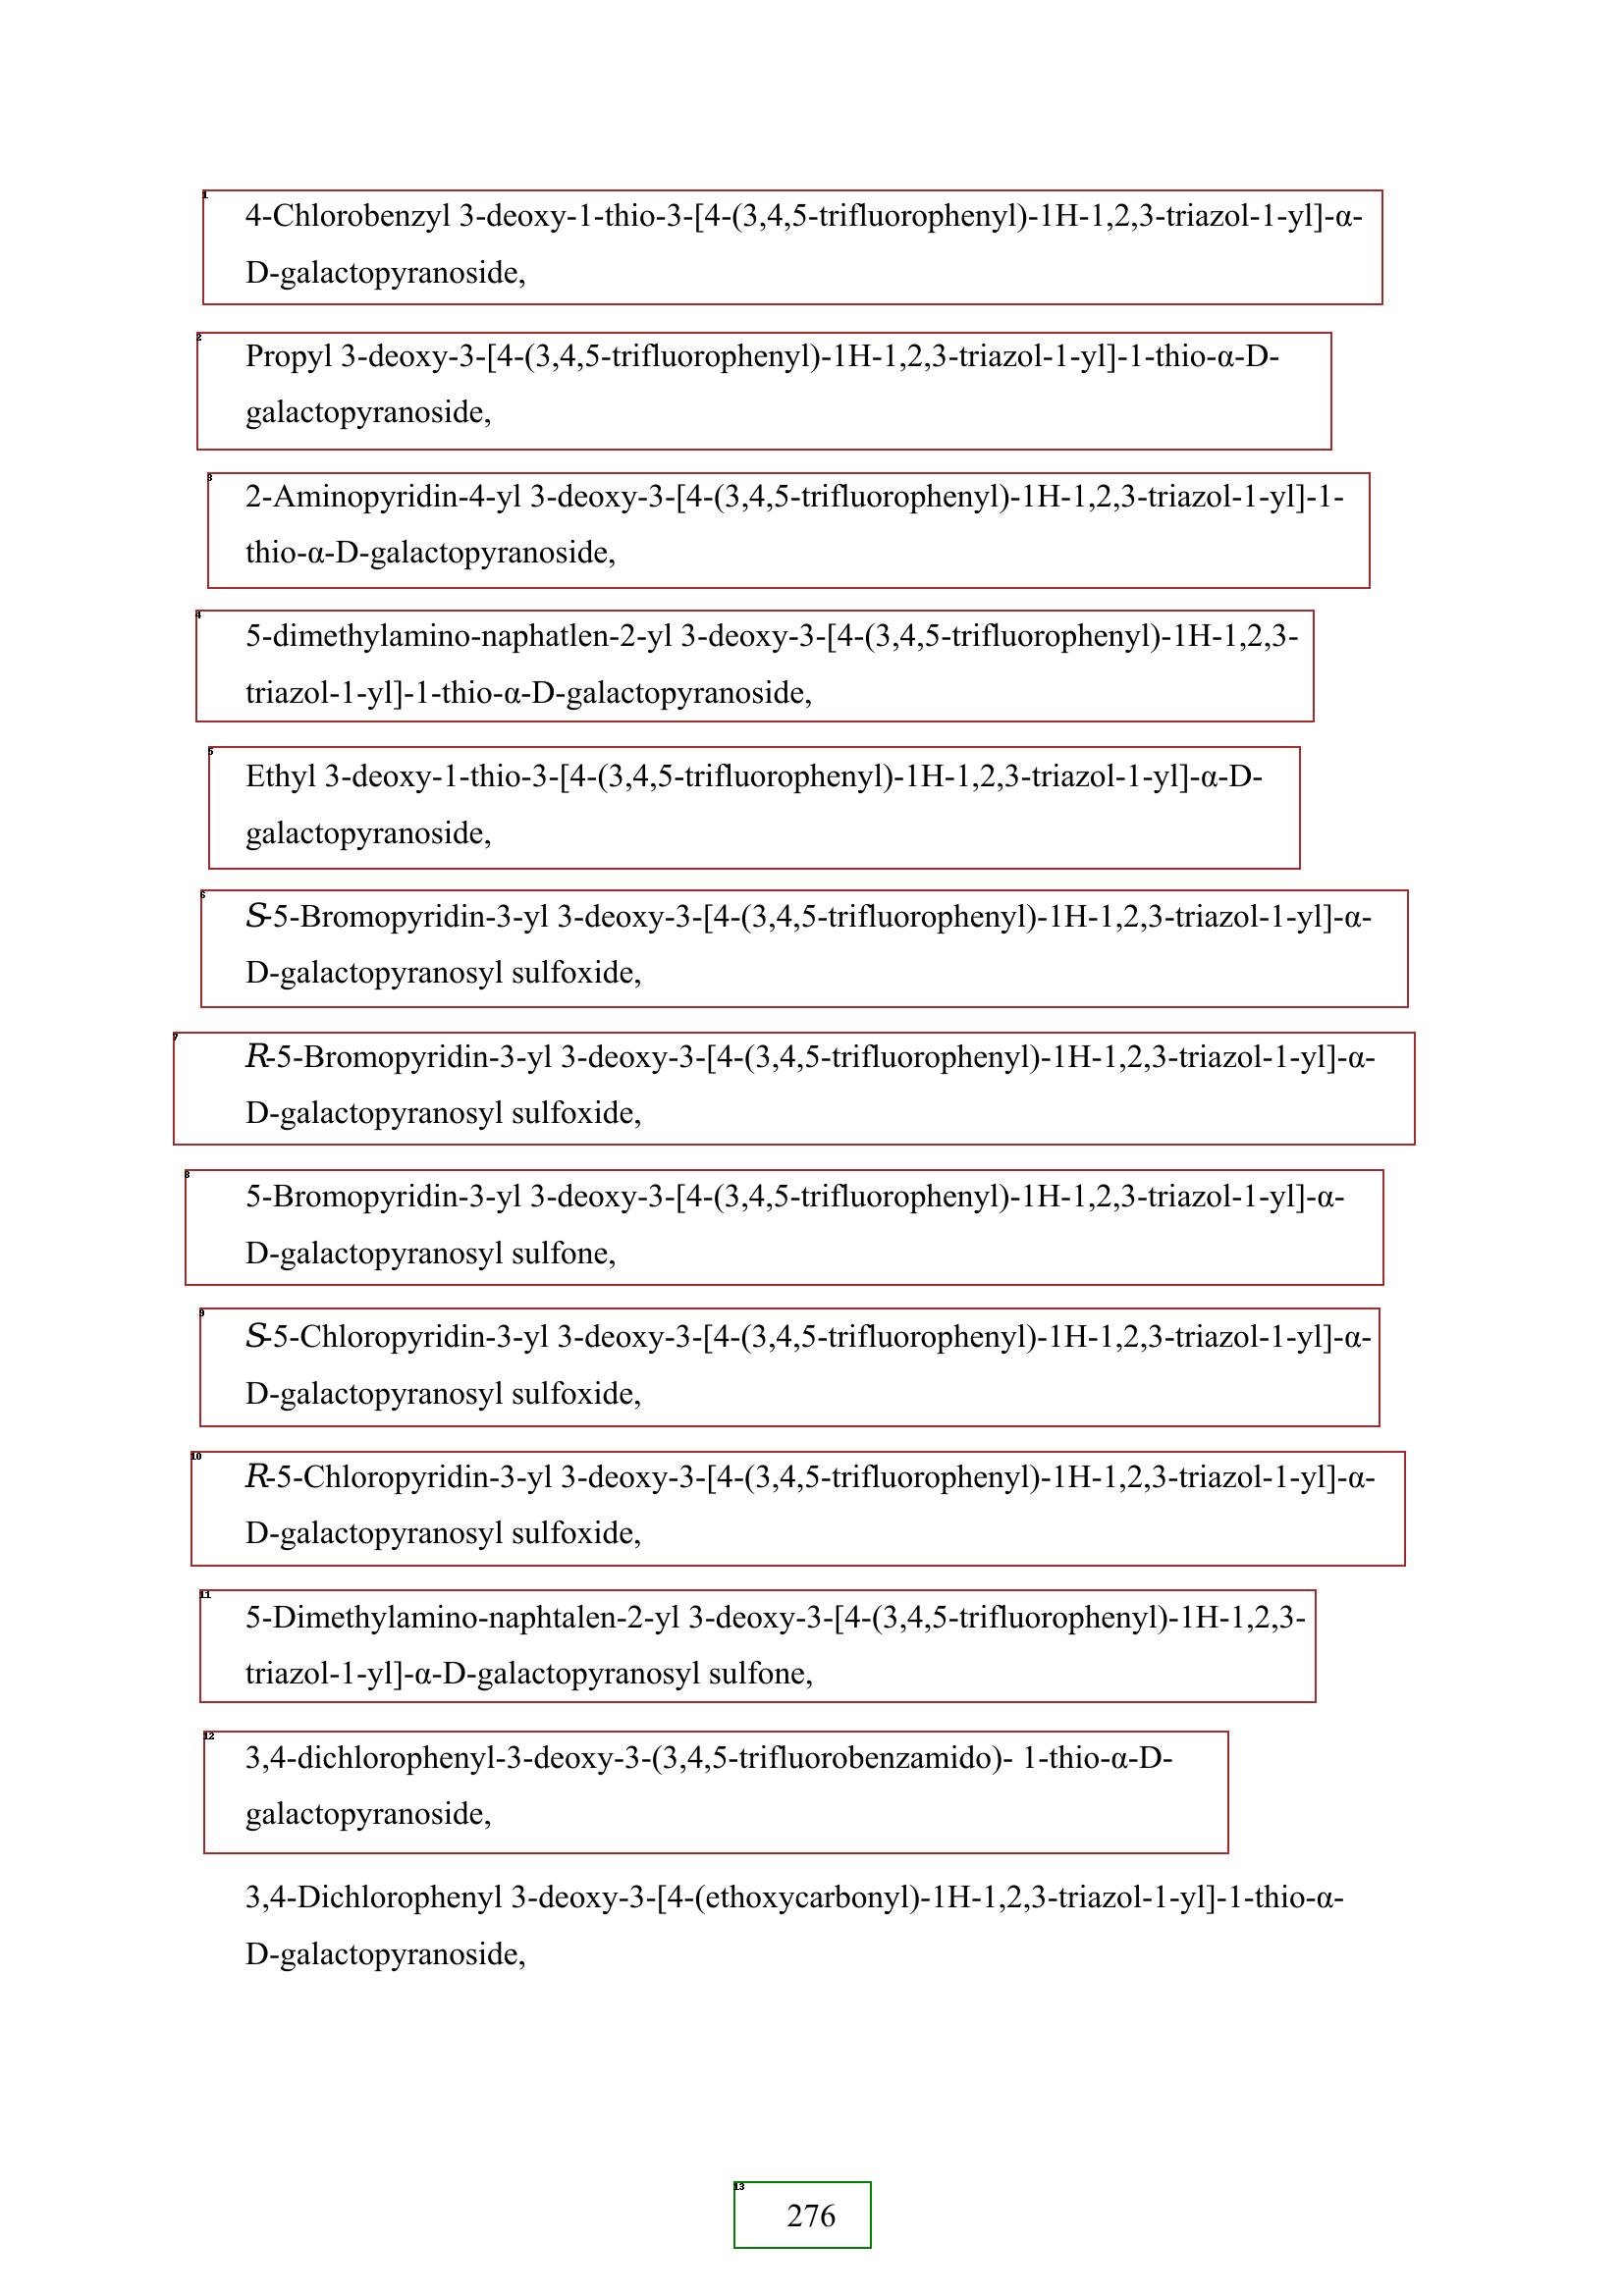 1
4-Chlorobenzyl 3-deoxy-1-thio-3-[4-(3,4,5-trifluorophenyl)-1H-1,2,3-triazol-1-yl]-α-
D-galactopyranoside,
2
Propyl 3-deoxy-3-[4-(3,4,5-trifluorophenyl)-1H-1,2,3-triazol-1-yl]-1-thio-α-D-
galactopyranoside,
3
2-Aminopyridin-4-yl 3-deoxy-3-[4-(3,4,5-trifluorophenyl)-1H-1,2,3-triazol-1-yl]-1-
thio-α-D-galactopyranoside,
4
5-dimethylamino-naphatlen-2-yl 3-deoxy-3-[4-(3,4,5-trifluorophenyl)-1H-1,2,3-
triazol-1-yl]-1-thio-α-D-galactopyranoside,
5
Ethyl 3-deoxy-1-thio-3-[4-(3,4,5-trifluorophenyl)-1H-1,2,3-triazol-1-yl]-α-D-
galactopyranoside,
6
S-5-Bromopyridin-3-yl 3-deoxy-3-[4-(3,4,5-trifluorophenyl)-1H-1,2,3-triazol-1-yl]-α-
D-galactopyranosyl sulfoxide,
7
R-5-Bromopyridin-3-yl 3-deoxy-3-[4-(3,4,5-trifluorophenyl)-1H-1,2,3-triazol-1-yl]-α-
D-galactopyranosyl sulfoxide,
8
5-Bromopyridin-3-yl 3-deoxy-3-[4-(3,4,5-trifluorophenyl)-1H-1,2,3-triazol-1-yl]-α-
D-galactopyranosyl sulfone,
9
S-5-Chloropyridin-3-yl 3-deoxy-3-[4-(3,4,5-trifluorophenyl)-1H-1,2,3-triazol-1-yl]-α-
D-galactopyranosyl sulfoxide,
10
R-5-Chloropyridin-3-yl 3-deoxy-3-[4-(3,4,5-trifluorophenyl)-1H-1,2,3-triazol-1-yl]-α-
D-galactopyranosyl sulfoxide,
11
5-Dimethylamino-naphtalen-2-yl 3-deoxy-3-[4-(3,4,5-trifluorophenyl)-1H-1,2,3-
triazol-1-yl]-α-D-galactopyranosyl sulfone,
12
3,4-dichlorophenyl-3-deoxy-3-(3,4,5-trifluorobenzamido)- 1-thio-α-D-
galactopyranoside,
3,4-Dichlorophenyl 3-deoxy-3-[4-(ethoxycarbonyl)-1H-1,2,3-triazol-1-yl]-1-thio-α-
D-galactopyranoside,
13
276